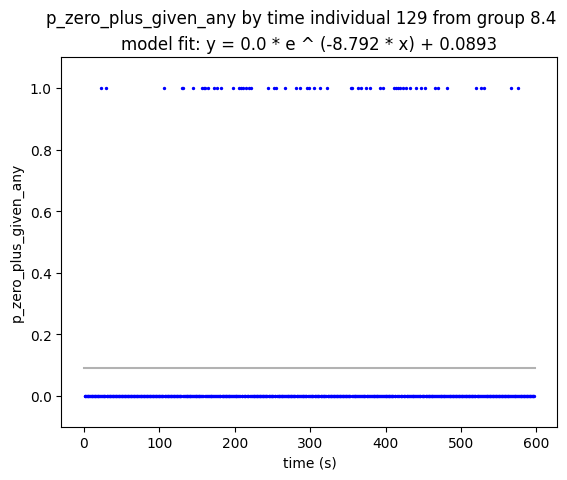 p_zero_plus_given_any by time individual 129 from group 8.4
model fit: y = 0.0 * e ^ (-8.792 * x) + 0.0893
1.0
0.8
0.6
0.4
0.2
0.0
p_zero_plus_given_any
0 100 200 300 400 500 600
time (s)